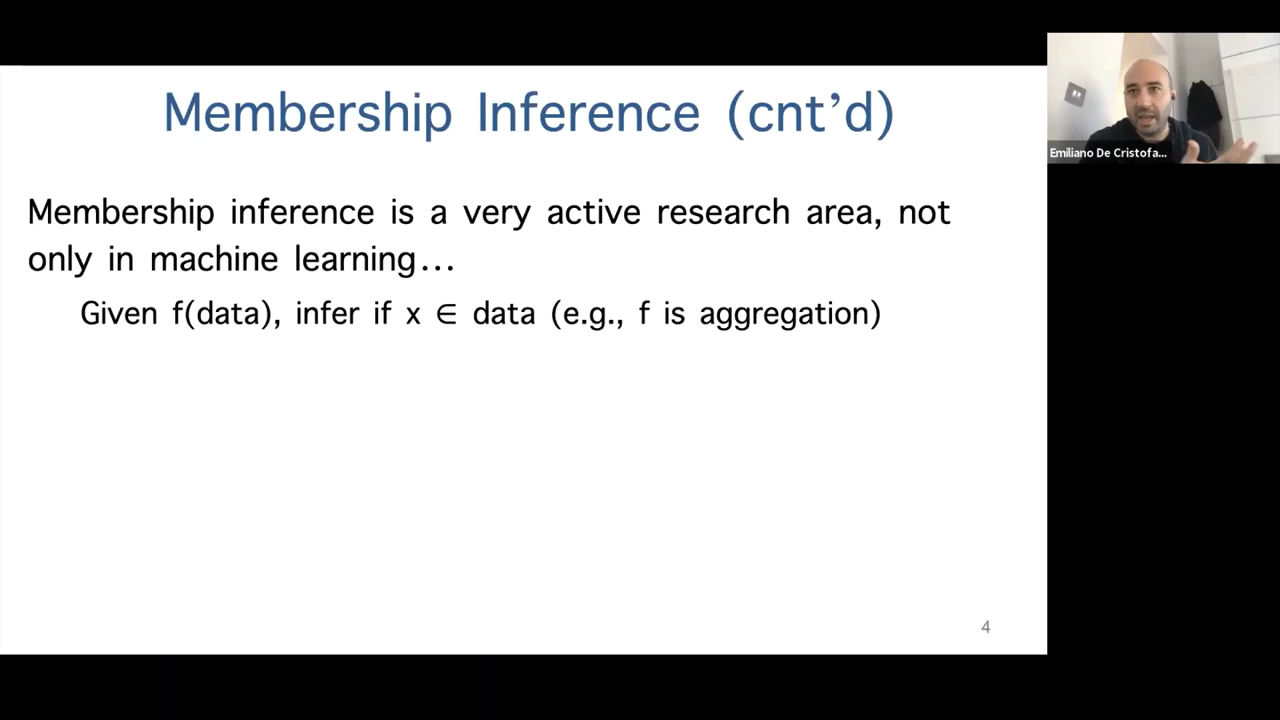 Membership Inference (cnt’d)
Emiliano De Cristofa...
Membership inference is a very active research area, not
only in machine learning...
Given f(data), infer if x ∈ data (e.g., f is aggregation)
4